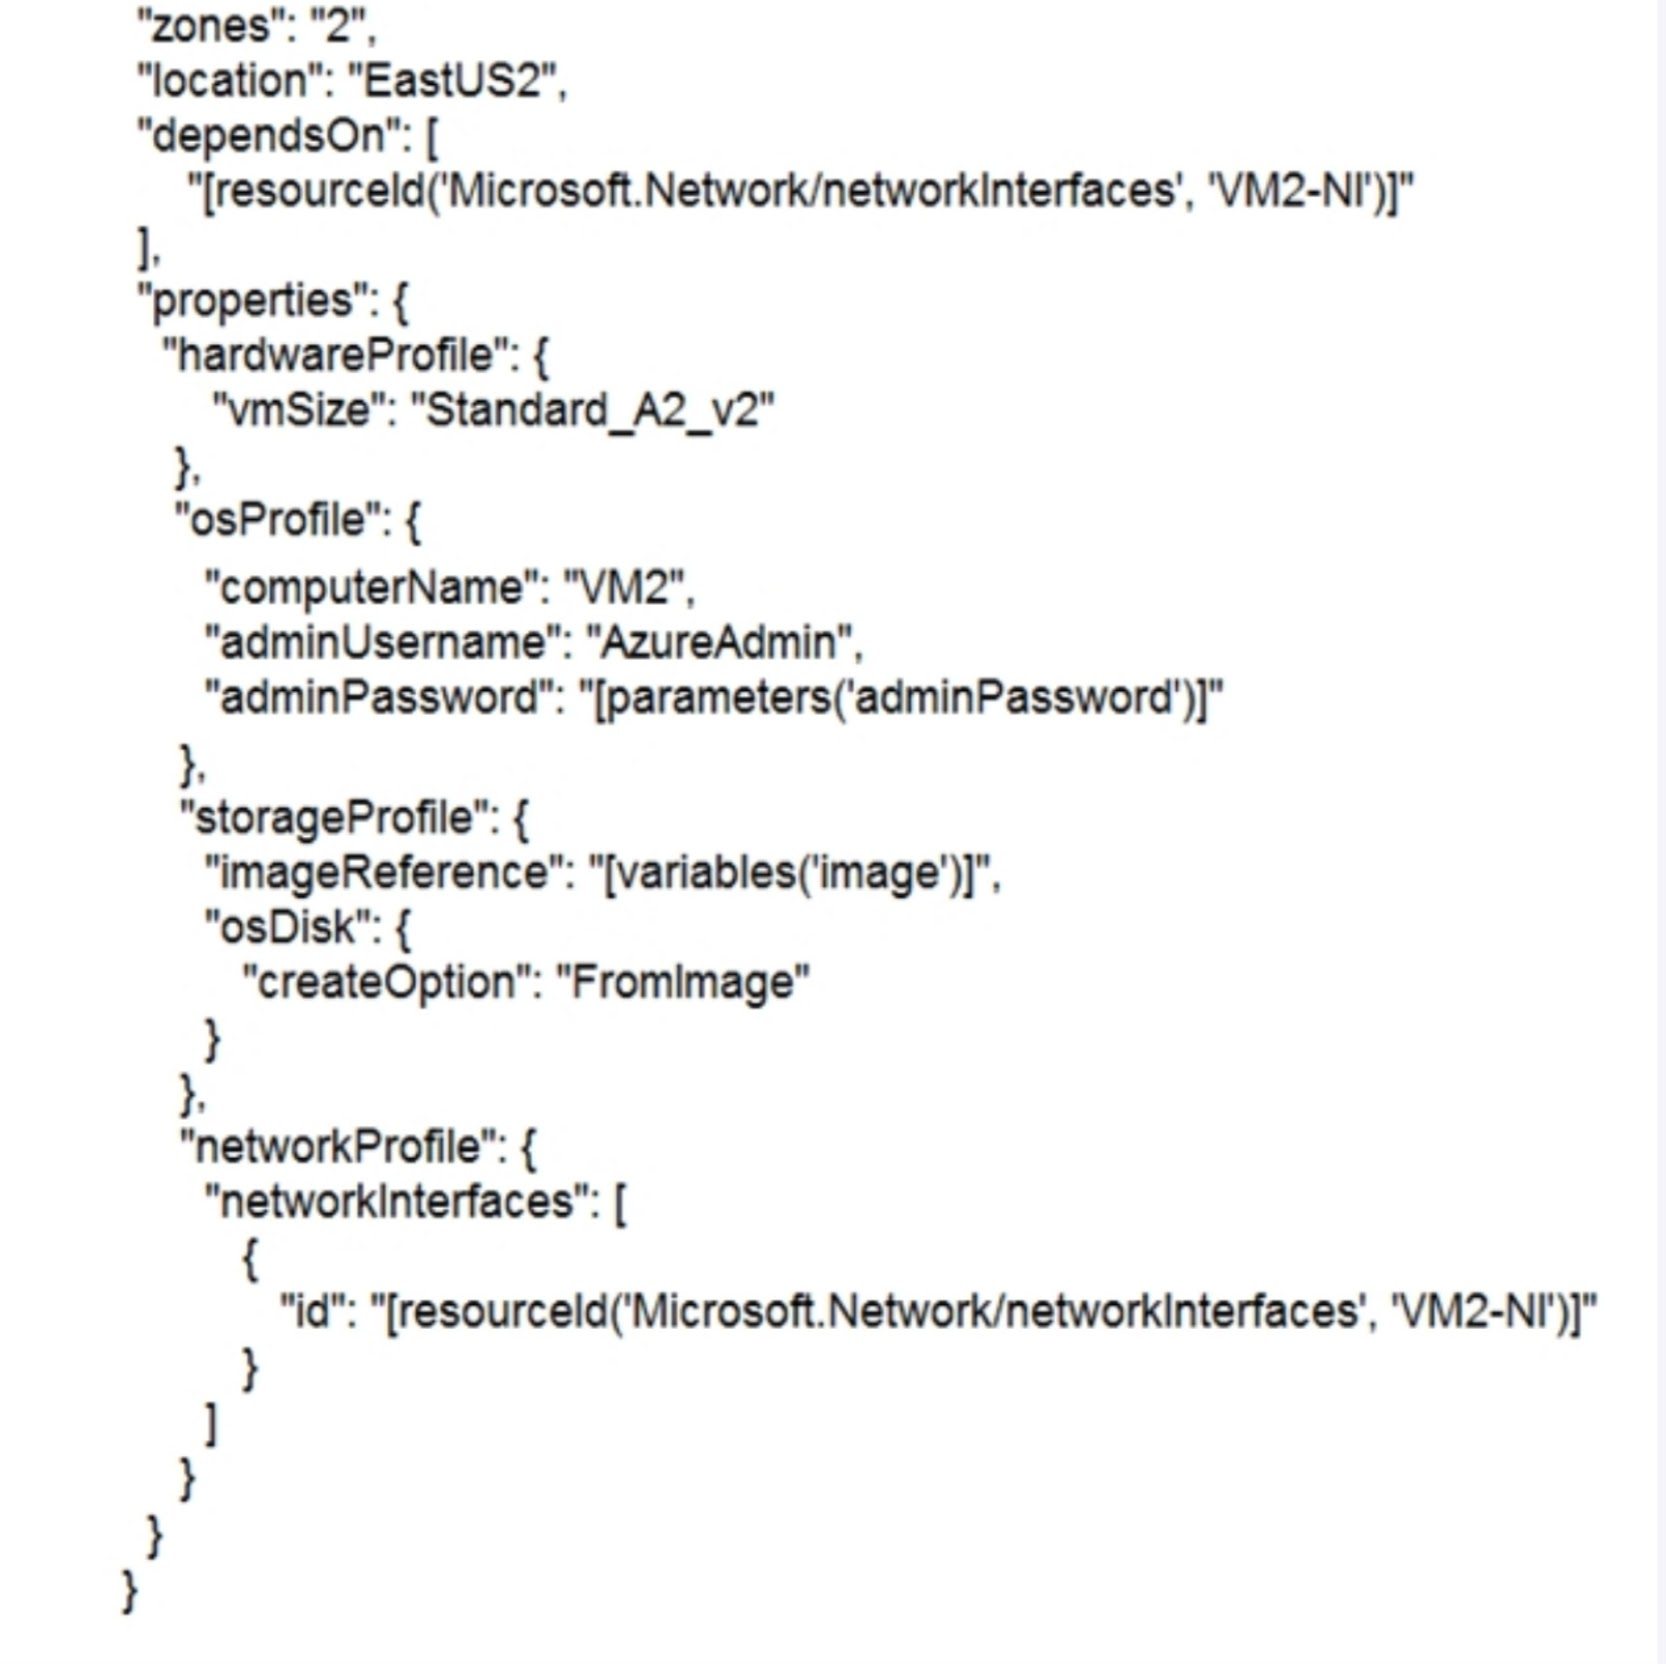 "zones": "2",
"location": "EastUS2",
"dependsOn": [
"[resourceId('Microsoft.Network/networkInterfaces', 'VM2-NI')]"
],
"properties": {
"hardwareProfile": {
"vmSize": "Standard_A2_v2"
},
"osProfile": {
"computerName": "VM2",
"adminUsername": "AzureAdmin",
"adminPassword": "[parameters('adminPassword')]"
},
"storageProfile": {
"imageReference": "[variables('image')]",
"osDisk": {
"createOption": "FromImage"
}
},
"networkProfile": {
"networkInterfaces": [
{
"id": "[resourceId('Microsoft.Network/networkInterfaces', 'VM2-NI')]"
}
]
}
}
}